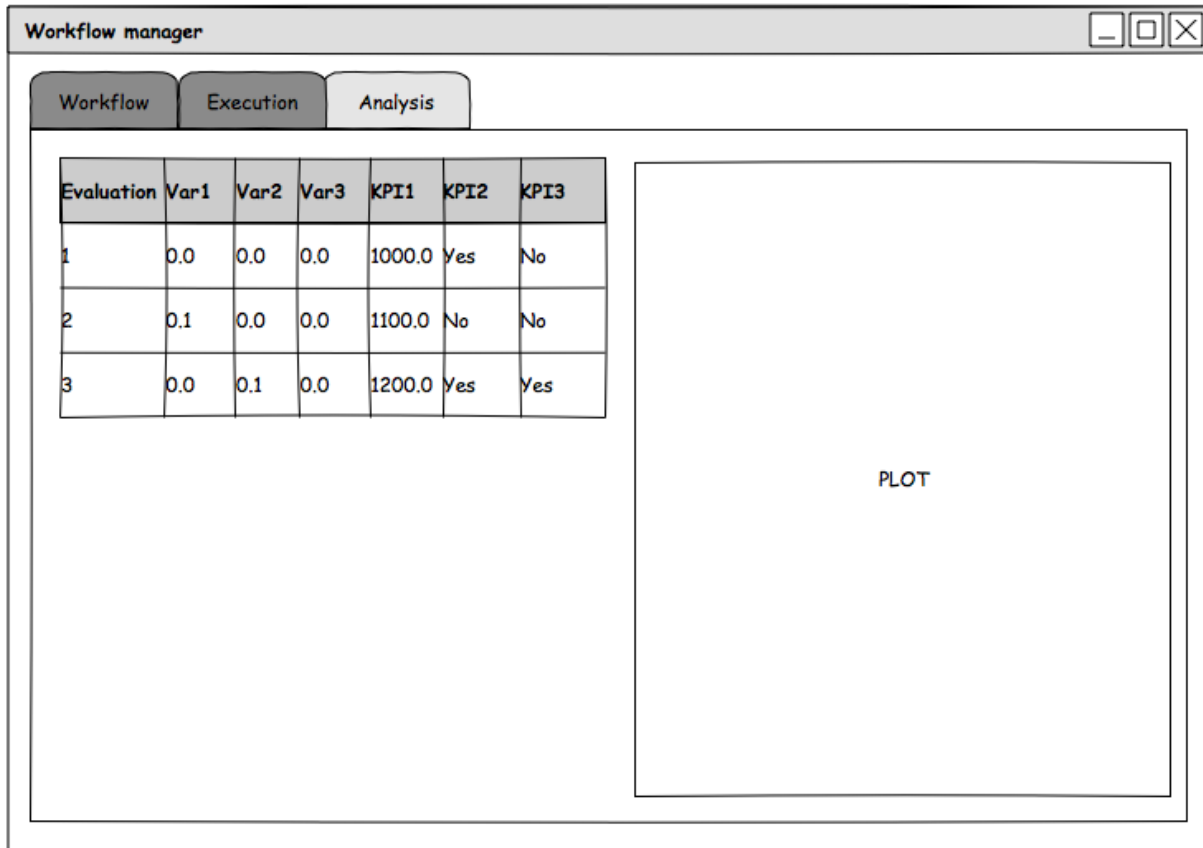 Workflow manager
Workflow Execution Analysis
Evaluation Var1 Var2 Var3 KPI1 KPI2 KPI3
1 0.0 0.0 0.0 1000.0 Yes No
2 0.1 0.0 0.0 1100.0 No No
3 0.0 0.1 0.0 1200.0 Yes Yes
PLOT